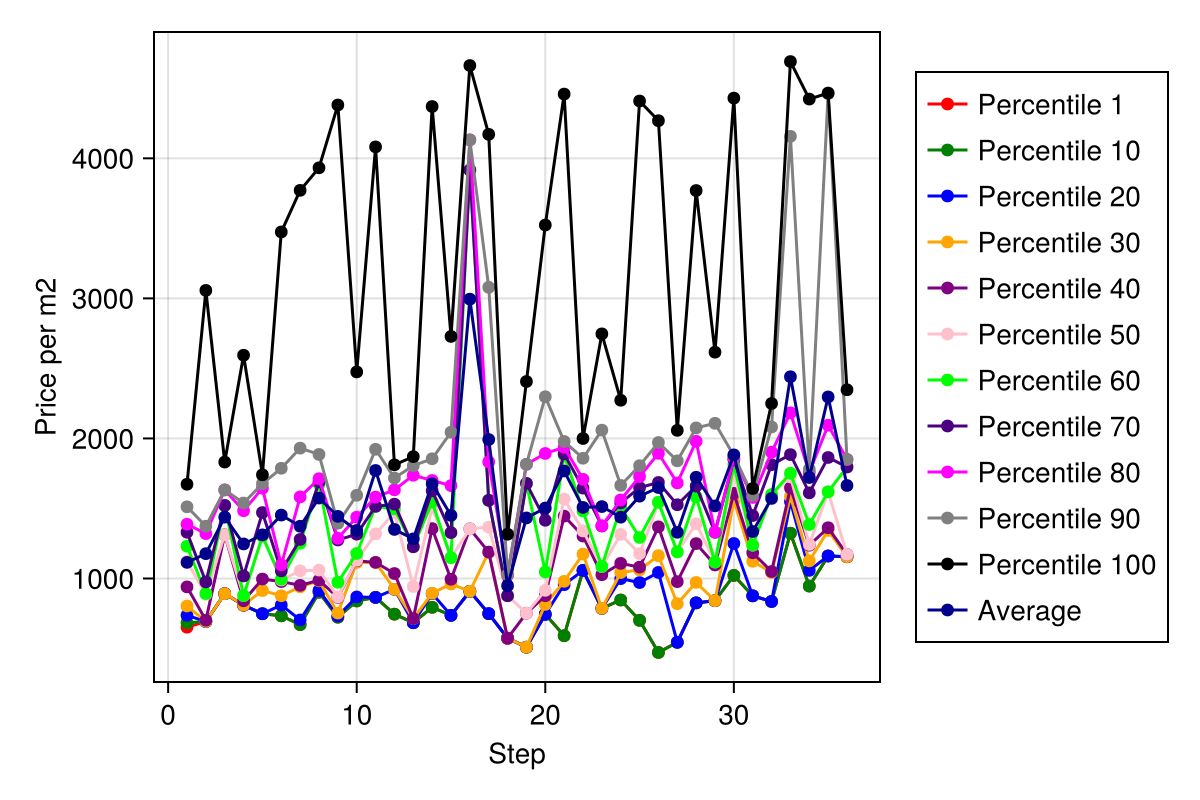 Price per m2
4000
3000
2000
1000
0
10
20
30
Step
Percentile 1
Percentile 10
Percentile 20
Percentile 30
Percentile 40
Percentile 50
Percentile 60
Percentile 70
Percentile 80
Percentile 90
Percentile 100
Average